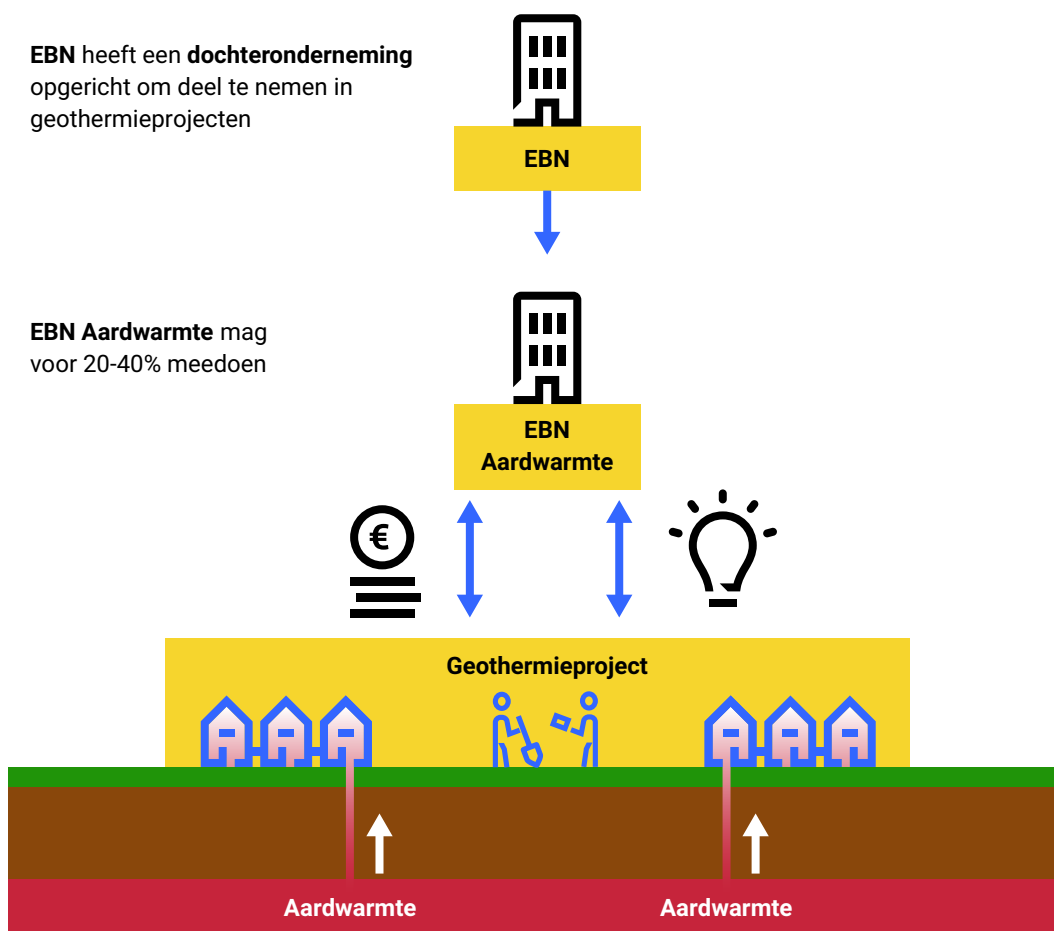 EBN heeft een dochteronderneming
opgericht om deel te nemen in
geothermieprojecten
EBN
EBN Aardwarmte mag
voor 20-40% meedoen
EBN
Aardwarmte
€
Geothermieproject
Aardwarmte
Aardwarmte